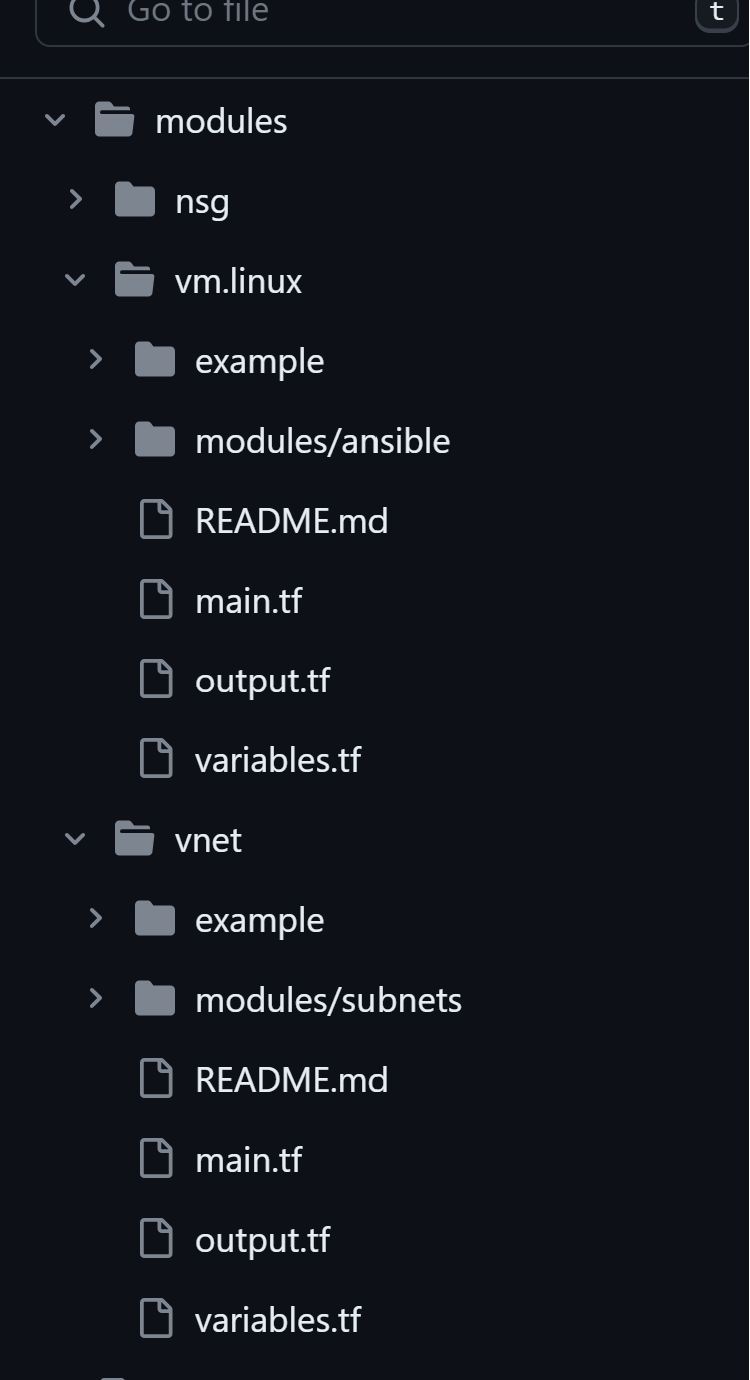 Go to file
t
modules
nsg
vm.linux
example
modules/ansible
README.md
main.tf
output.tf
variables.tf
vnet
example
modules/subnets
README.md
main.tf
output.tf
variables.tf